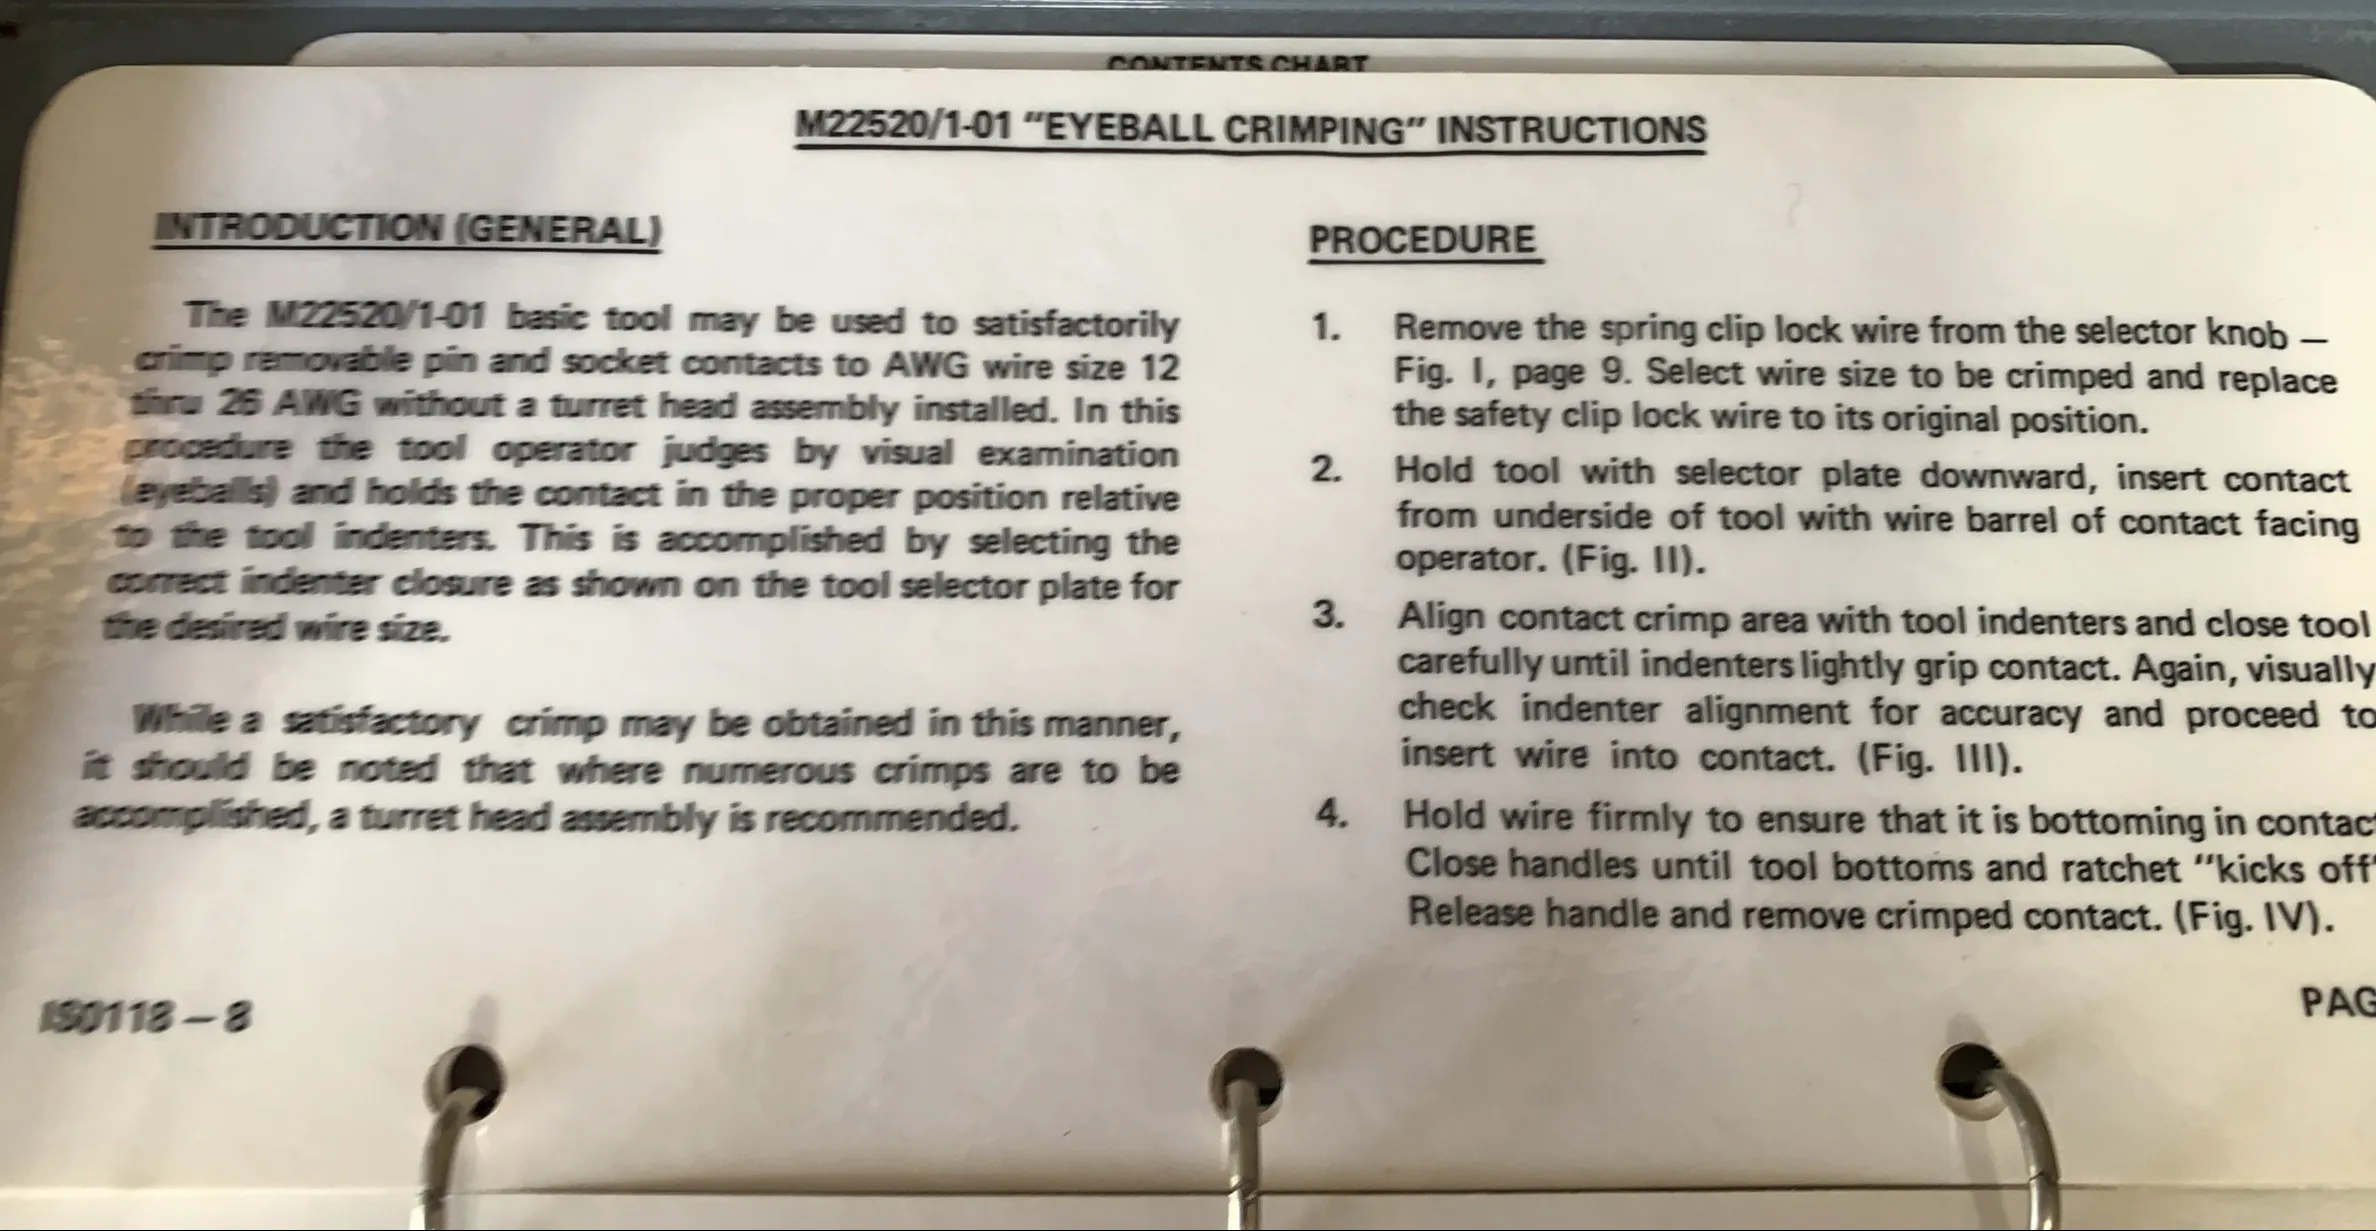 CONTENTS CHART
M22520/1-01 “EYEBALL CRIMPING” INSTRUCTIONS
INTRODUCTION (GENERAL)
The M22520/1-01 basic tool may be used to satisfactorily
crimp removable pin and socket contacts to AWG wire size 12
thru 26 AWG without a turret head assembly installed. In this
procedure the tool operator judges by visual examination
(eyeballs) and holds the contact in the proper position relative
to the tool indenters. This is accomplished by selecting the
correct indenter closure as shown on the tool selector plate for
the desired wire size.
While a satisfactory crimp may be obtained in this manner,
it should be noted that where numerous crimps are to be
accomplished, a turret head assembly is recommended.
IS0118 – 8
PROCEDURE
1. Remove the spring clip lock wire from the selector knob —
Fig. I, page 9. Select wire size to be crimped and replace
the safety clip lock wire to its original position.
2. Hold tool with selector plate downward, insert contact
from underside of tool with wire barrel of contact facing
operator. (Fig. II).
3. Align contact crimp area with tool indenters and close tool
carefully until indenters lightly grip contact. Again, visually
check indenter alignment for accuracy and proceed to
insert wire into contact. (Fig. III).
4. Hold wire firmly to ensure that it is bottoming in contac
Close handles until tool bottoms and ratchet “kicks off”
Release handle and remove crimped contact. (Fig. IV).
PAG